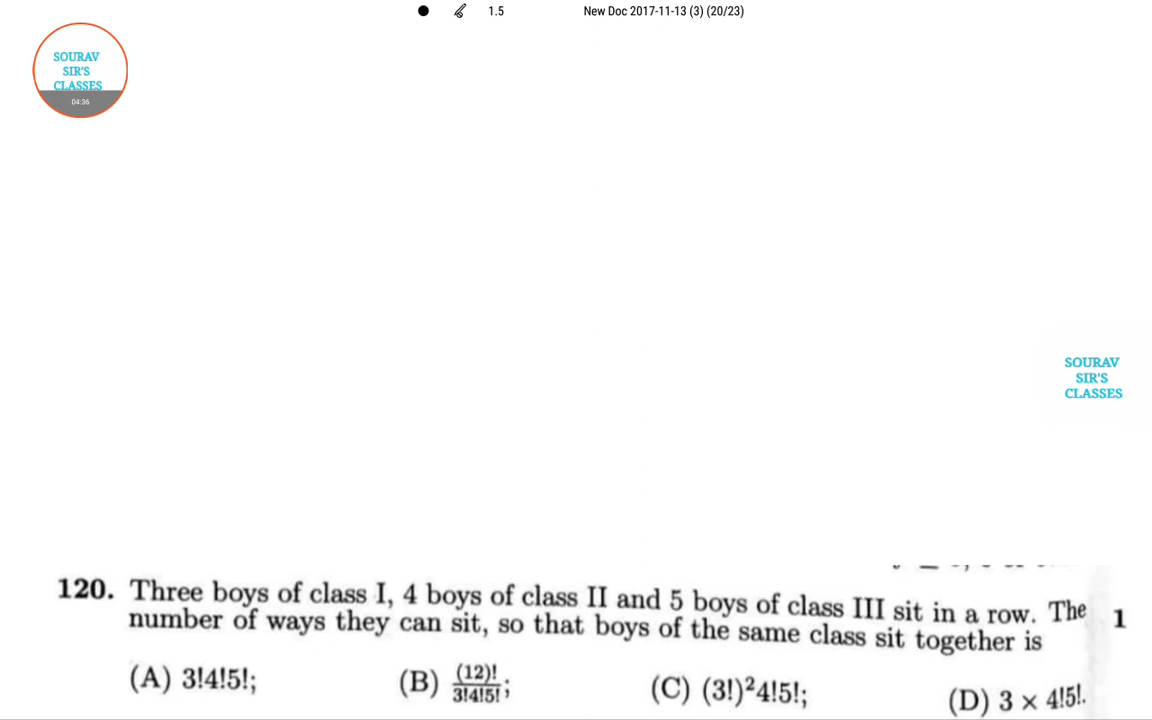 1.5 New Doc 2017-11-13 (3) (20/23)
SOURAV
SIR'S
CLASSES
04:36
SOURAV
SIR'S
CLASSES
120. Three boys of class I, 4 boys of class II and 5 boys of class III sit in a row. The
number of ways they can sit, so that boys of the same class sit together is
1
(A) 3!4!5!; (B) (12)!/3!4!5!; (C) (3!)²4!5!; (D) 3 × 4!5!.